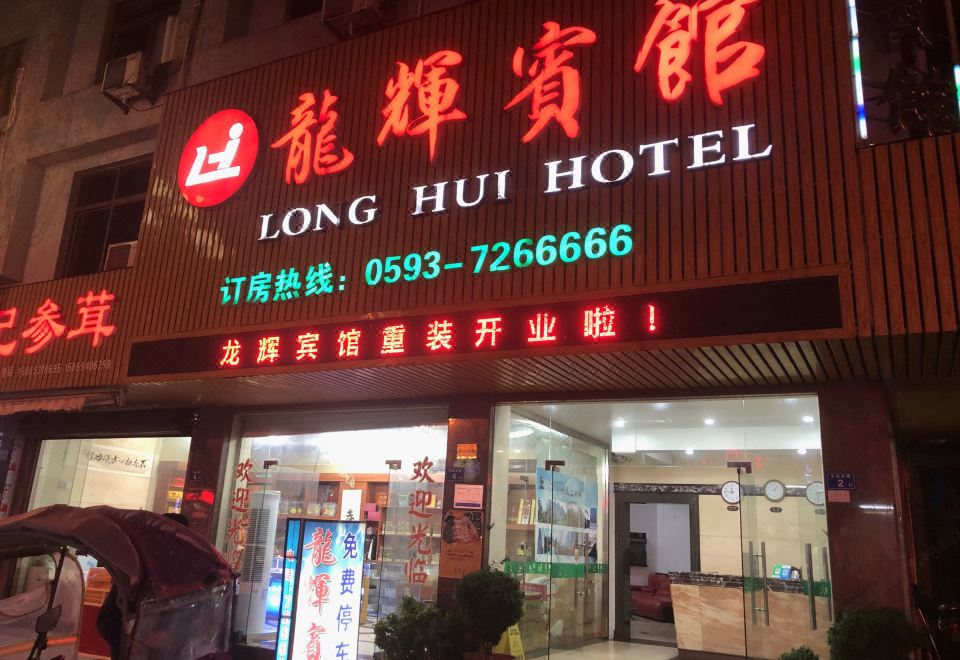 龍輝賓館
LONG HUI HOTEL
订房热线：0593-7266666
龙辉宾馆重装开业啦！
参茸
欢迎光临
欢迎光临
龍輝賓
免费停车
2